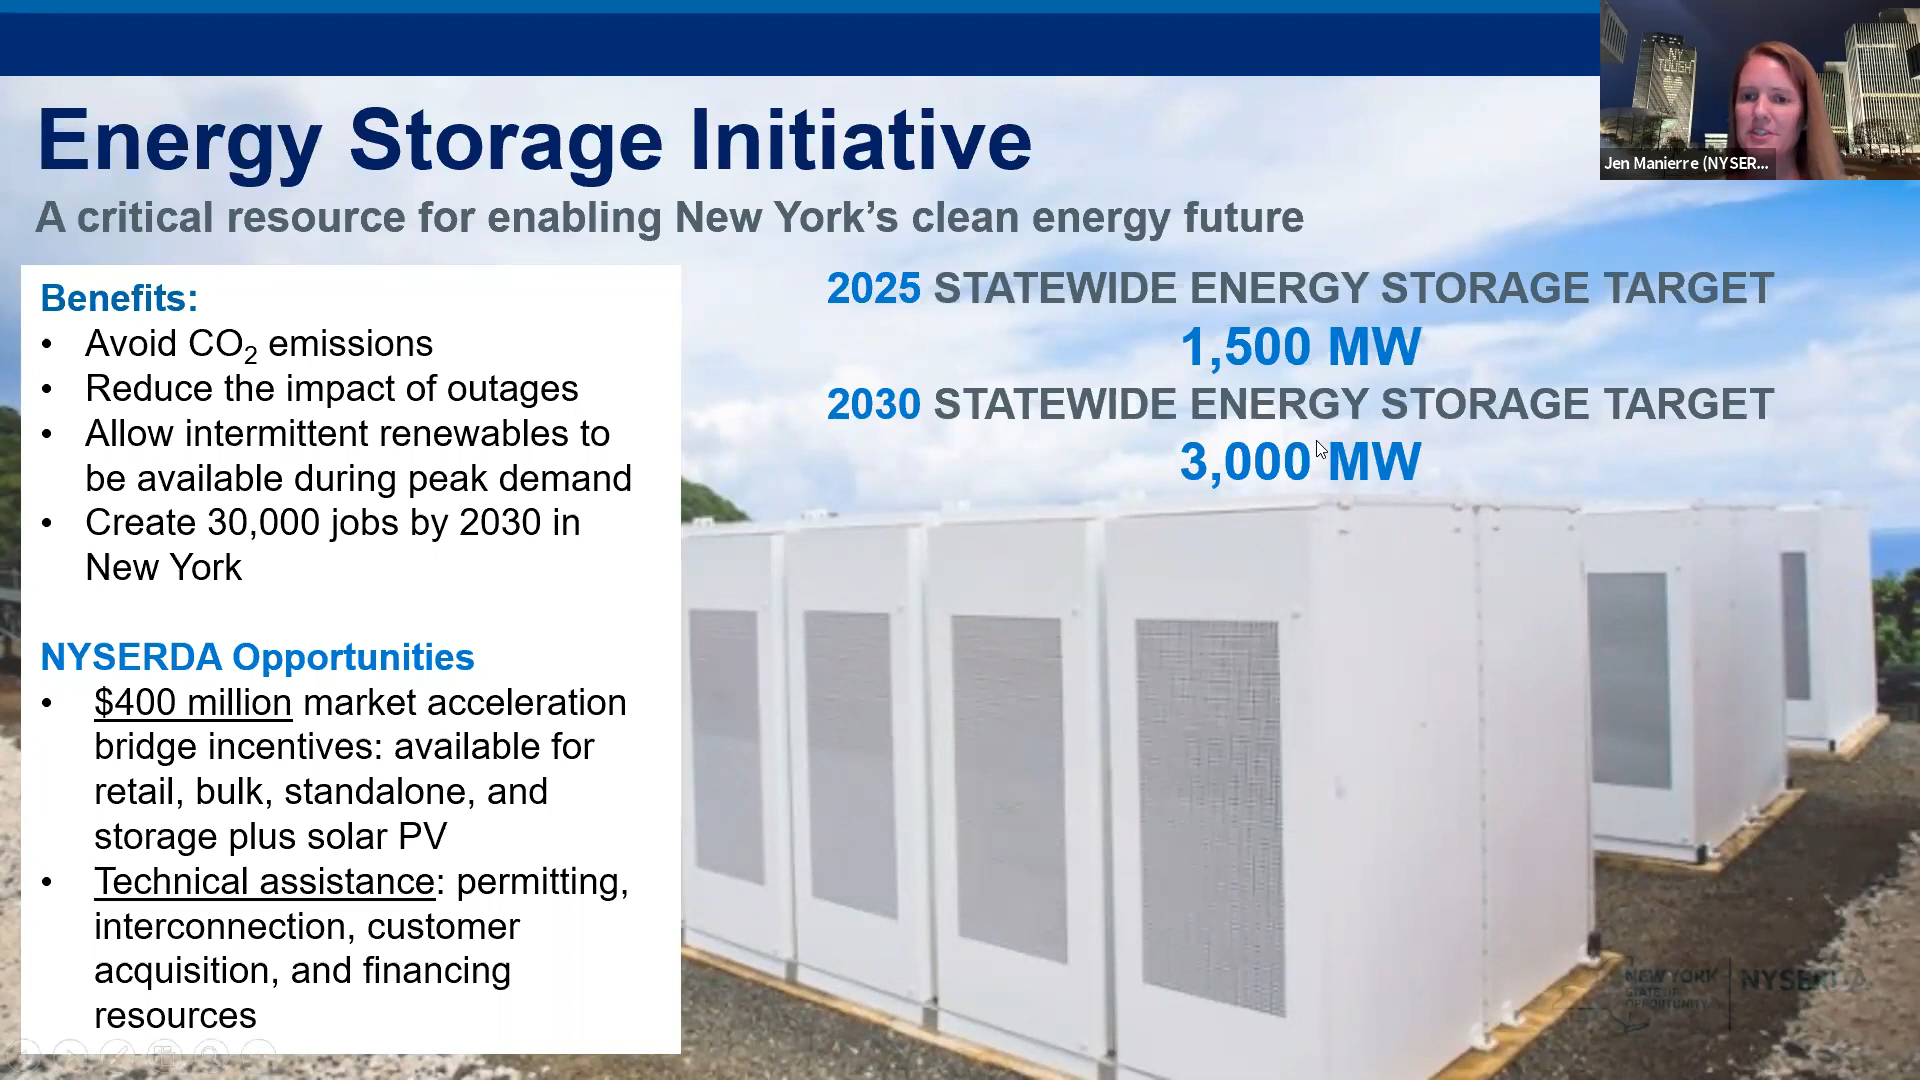 Energy Storage Initiative
A critical resource for enabling New York’s clean energy future
NY
TOUGH
Jen Manierre (NYSER...
Benefits:
• Avoid CO2 emissions
• Reduce the impact of outages
• Allow intermittent renewables to
be available during peak demand
• Create 30,000 jobs by 2030 in
New York
NYSERDA Opportunities
• $400 million market acceleration
bridge incentives: available for
retail, bulk, standalone, and
storage plus solar PV
• Technical assistance: permitting,
interconnection, customer
acquisition, and financing
resources
2025 STATEWIDE ENERGY STORAGE TARGET
1,500 MW
2030 STATEWIDE ENERGY STORAGE TARGET
3,000 MW
NEW YORK
STATE OF
OPPORTUNITY
NYSERDA